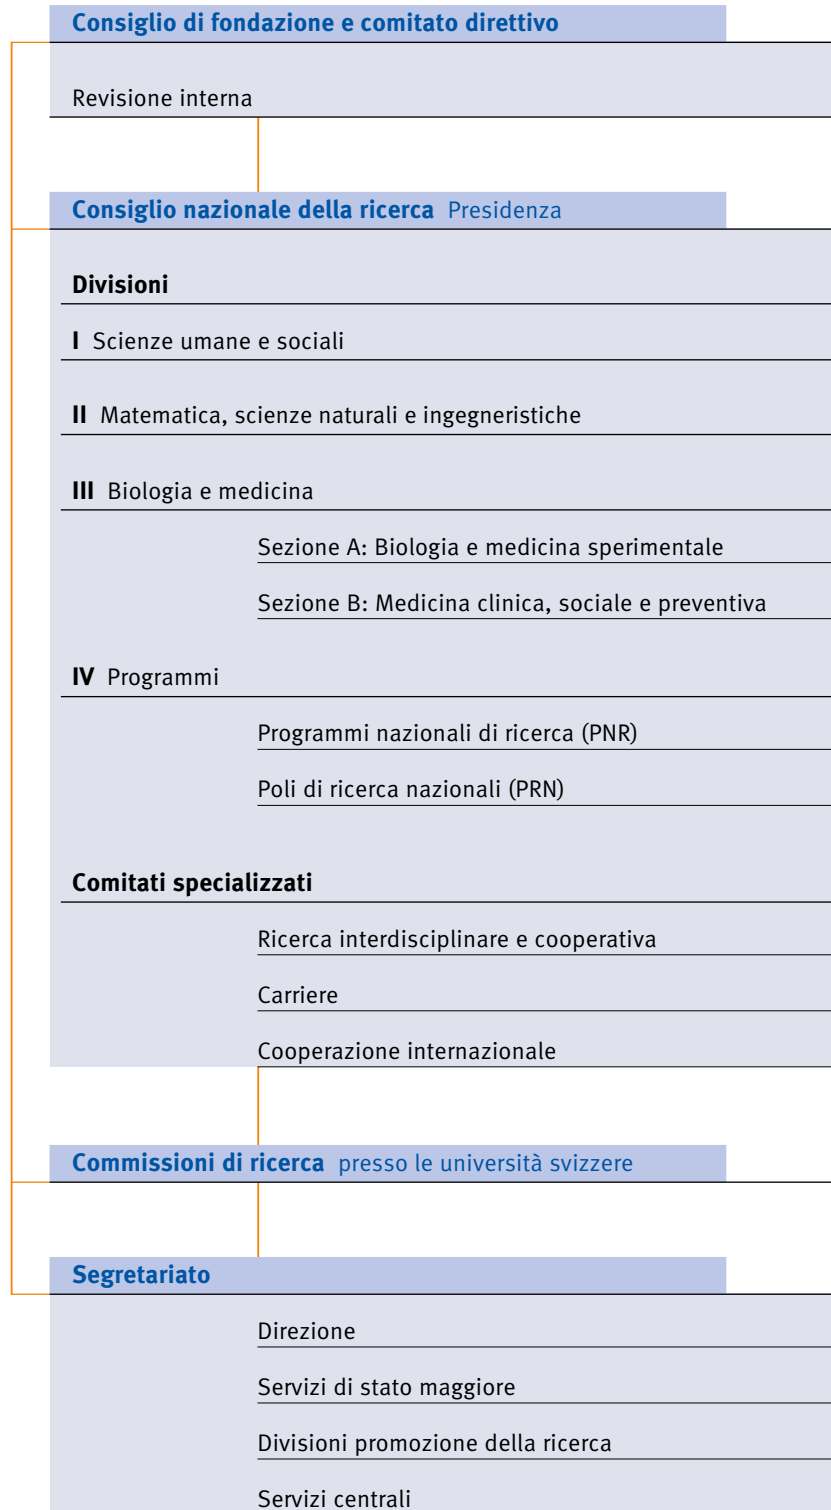 Consiglio di fondazione e comitato direttivo
Revisione interna
Consiglio nazionale della ricerca Presidenza
Divisioni
I Scienze umane e sociali
II Matematica, scienze naturali e ingegneristiche
III Biologia e medicina
Sezione A: Biologia e medicina sperimentale
Sezione B: Medicina clinica, sociale e preventiva
IV Programmi
Programmi nazionali di ricerca (PNR)
Poli di ricerca nazionali (PRN)
Comitati specializzati
Ricerca interdisciplinare e cooperativa
Carriere
Cooperazione internazionale
Commissioni di ricerca presso le università svizzere
Segretariato
Direzione
Servizi di stato maggiore
Divisioni promozione della ricerca
Servizi centrali